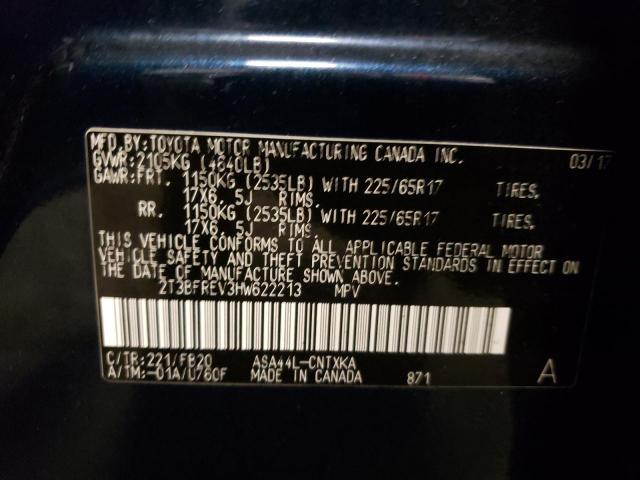 MFD.BY:TOYOTA MOTOR MANUFACTURING CANADA INC. 03/17
GVWR:2105KG (4640LB)
GAWR:FRT. 1150KG (2535LB) WITH 225/65R17 TIRES,
17X6. 5J RIMS.
RR. 1150KG (2535LB) WITH 225/65R17 TIRES,
17X6. 5J RIMS.
THIS VEHICLE CONFORMS TO ALL APPLICABLE FEDERAL MOTOR
VEHICLE SAFETY AND THEFT PREVENTION STANDARDS IN EFFECT ON
THE DATE OF MANUFACTURE SHOWN ABOVE.
2T3BFREV3HW622213 MPV
C/TR:221/FB20 ASA44L-CNTXKA
A/TM:-01A/U760F MADE IN CANADA 871 A